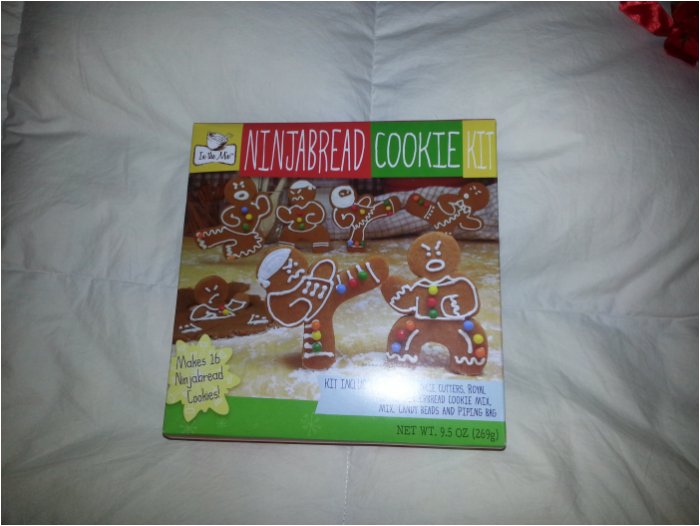 In the Mix
NINJABREAD COOKIE KIT
Makes 16
Ninjabread
Cookies!
KIT INCLU CUTTERS, ROYAL
COOKIE MIX,
MIX, CANDY BEADS AND PIPING BAG
NET WT. 9.5 OZ (269g)